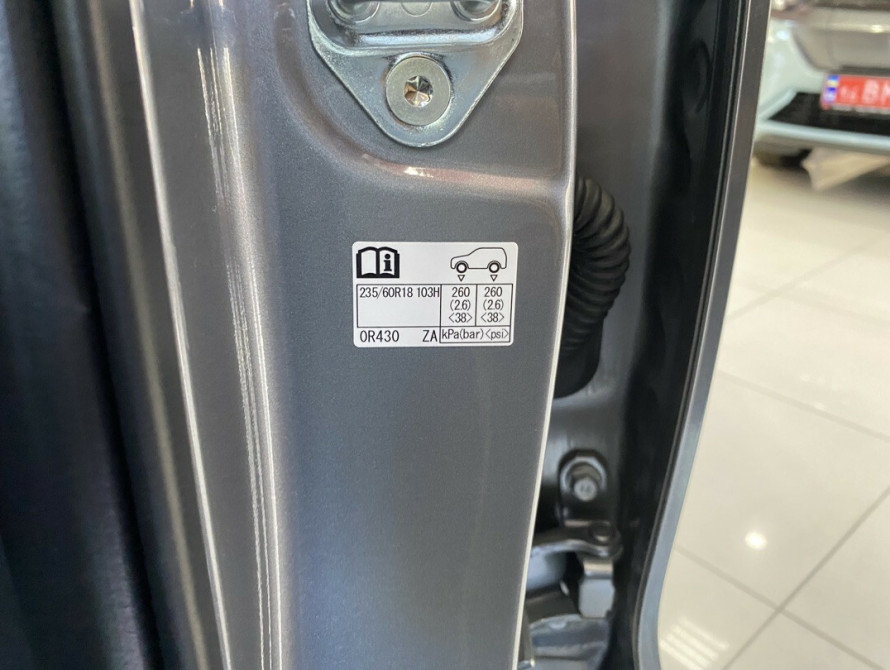 235/60R18 103H 260 260
(2.6) (2.6)
<38> <38>
0R430 ZA kPa(bar)<psi>